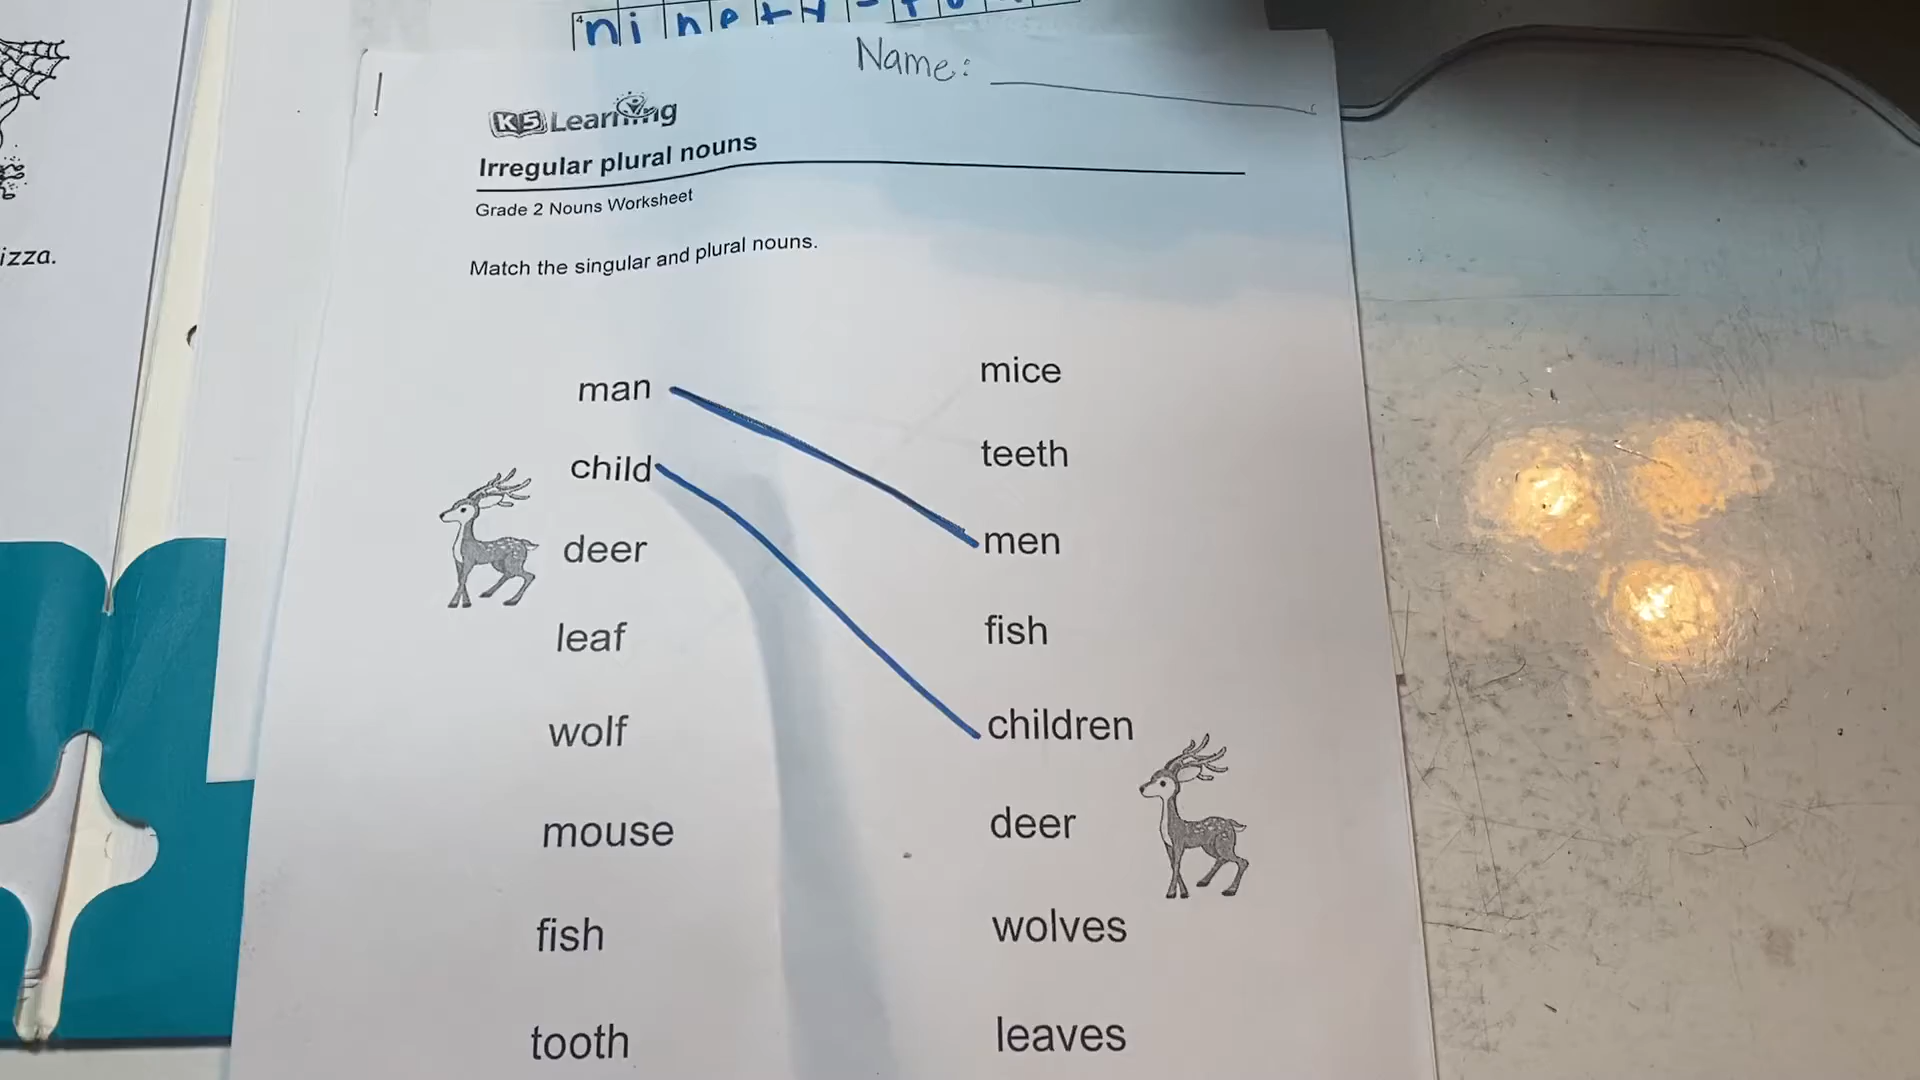 ninety-
Name:
K5 Learning
Irregular plural nouns
Grade 2 Nouns Worksheet
izza.
Match the singular and plural nouns.
man mice
child teeth
deer men
leaf fish
wolf children
mouse deer
fish wolves
tooth leaves